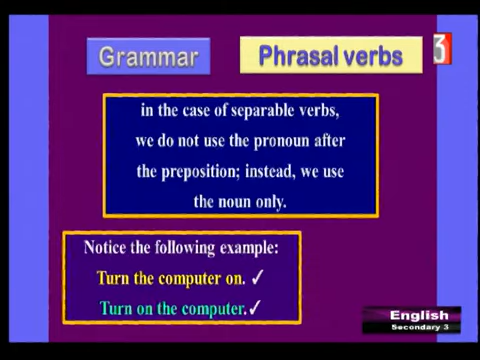 Grammar
Phrasal verbs
3
in the case of separable verbs,
we do not use the pronoun after
the preposition; instead, we use
the noun only.
Notice the following example:
Turn the computer on. ✓
Turn on the computer.✓
English
Secondary 3